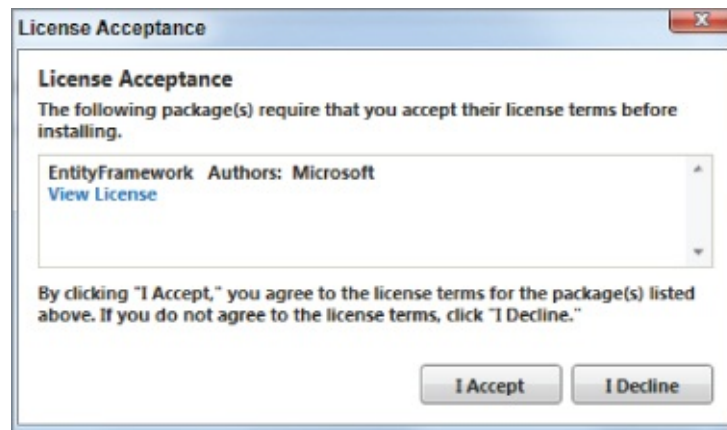 License Acceptance
License Acceptance
The following package(s) require that you accept their license terms before
installing.
EntityFramework Authors: Microsoft
View License
By clicking "I Accept," you agree to the license terms for the package(s) listed
above. If you do not agree to the license terms, click "I Decline."
I Accept I Decline